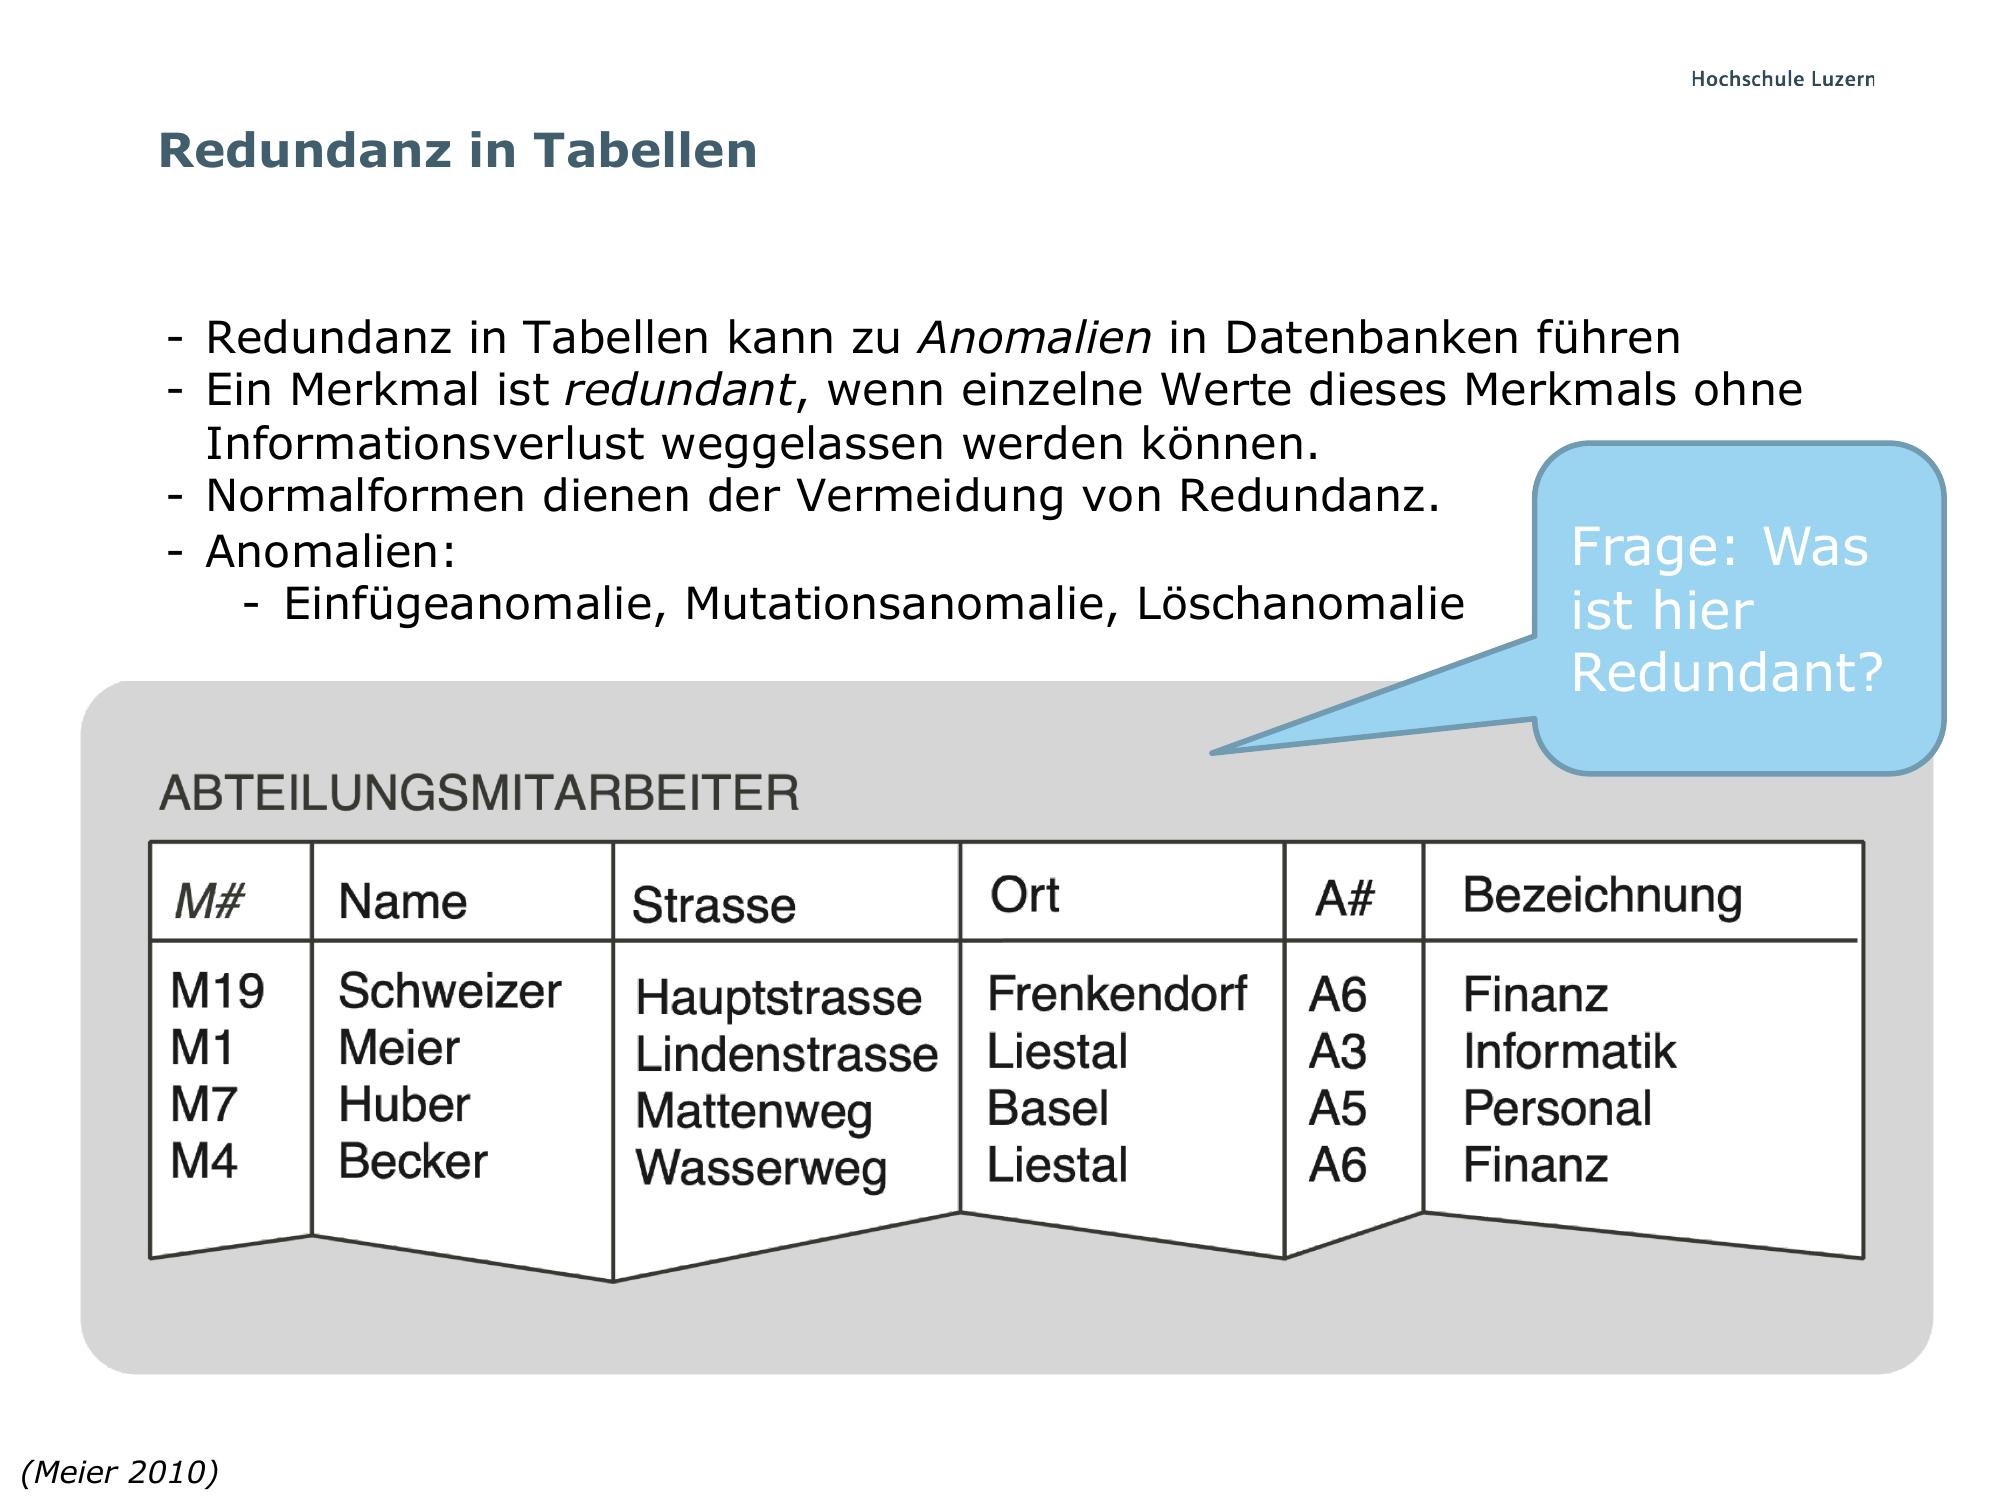 Hochschule Luzern
Redundanz in Tabellen
- Redundanz in Tabellen kann zu Anomalien in Datenbanken führen
- Ein Merkmal ist redundant, wenn einzelne Werte dieses Merkmals ohne
Informationsverlust weggelassen werden können.
- Normalformen dienen der Vermeidung von Redundanz.
- Anomalien:
- Einfügeanomalie, Mutationsanomalie, Löschanomalie
Frage: Was
ist hier
Redundant?
ABTEILUNGSMITARBEITER
M# Name Strasse Ort A# Bezeichnung
M19 Schweizer Hauptstrasse Frenkendorf A6 Finanz
M1 Meier Lindenstrasse Liestal A3 Informatik
M7 Huber Mattenweg Basel A5 Personal
M4 Becker Wasserweg Liestal A6 Finanz
(Meier 2010)